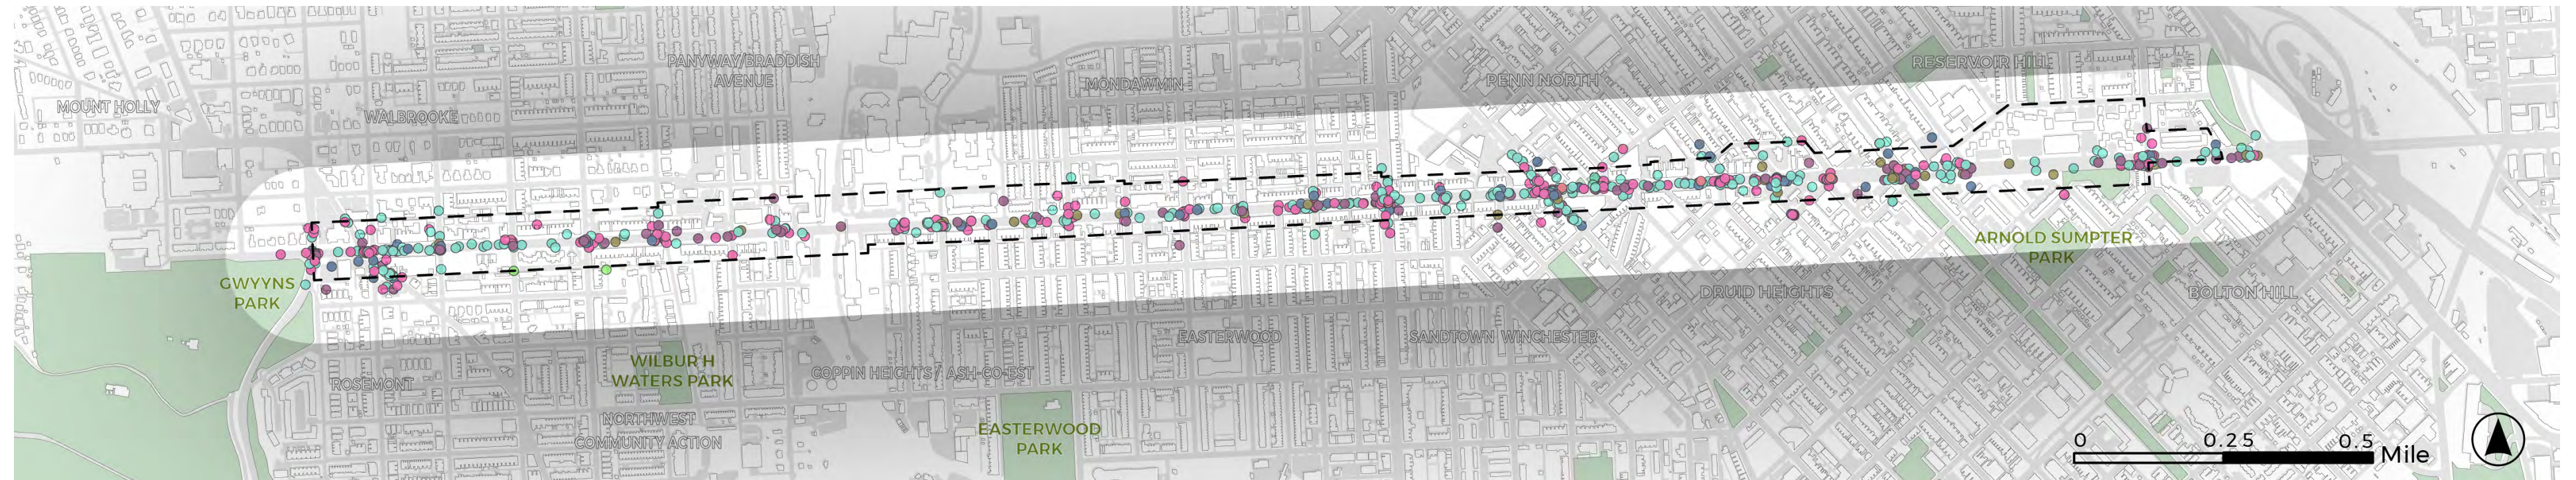 PANYWAY/BRADDISH
AVENUE
MOUNT HOLLY
WALBROOKE
MONDAWMIN
PENN NORTH
RESERVOIR HILL
GWYYNS
PARK
ARNOLD SUMPTER
PARK
ROSEMONT
WILBUR H
WATERS PARK
COPPIN HEIGHTS / ASH-CO-EST
EASTERWOOD
SANDTOWN WINCHESTER
DRUID HEIGHTS
BOLTON HILL
NORTHWEST
COMMUNITY ACTION
EASTERWOOD
PARK
0 0.25 0.5 Mile